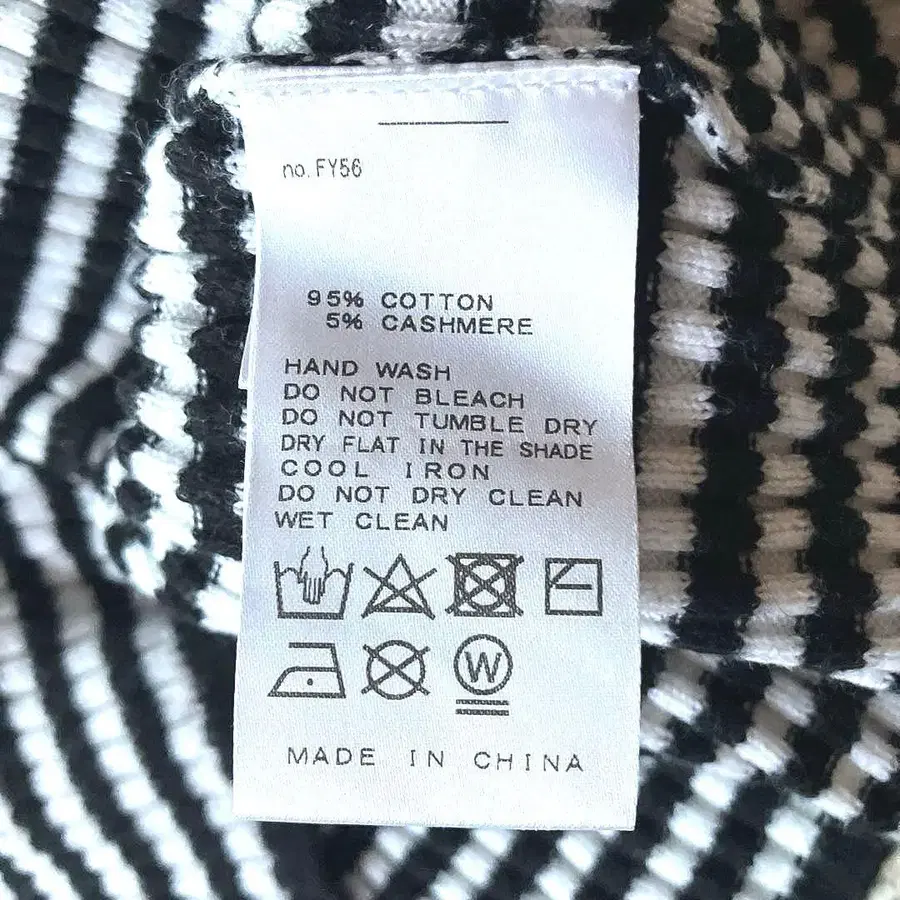 no. FY56
95% COTTON
5% CASHMERE
HAND WASH
DO NOT BLEACH
DO NOT TUMBLE DRY
DRY FLAT IN THE SHADE
COOL IRON
DO NOT DRY CLEAN
WET CLEAN
W
MADE IN CHINA